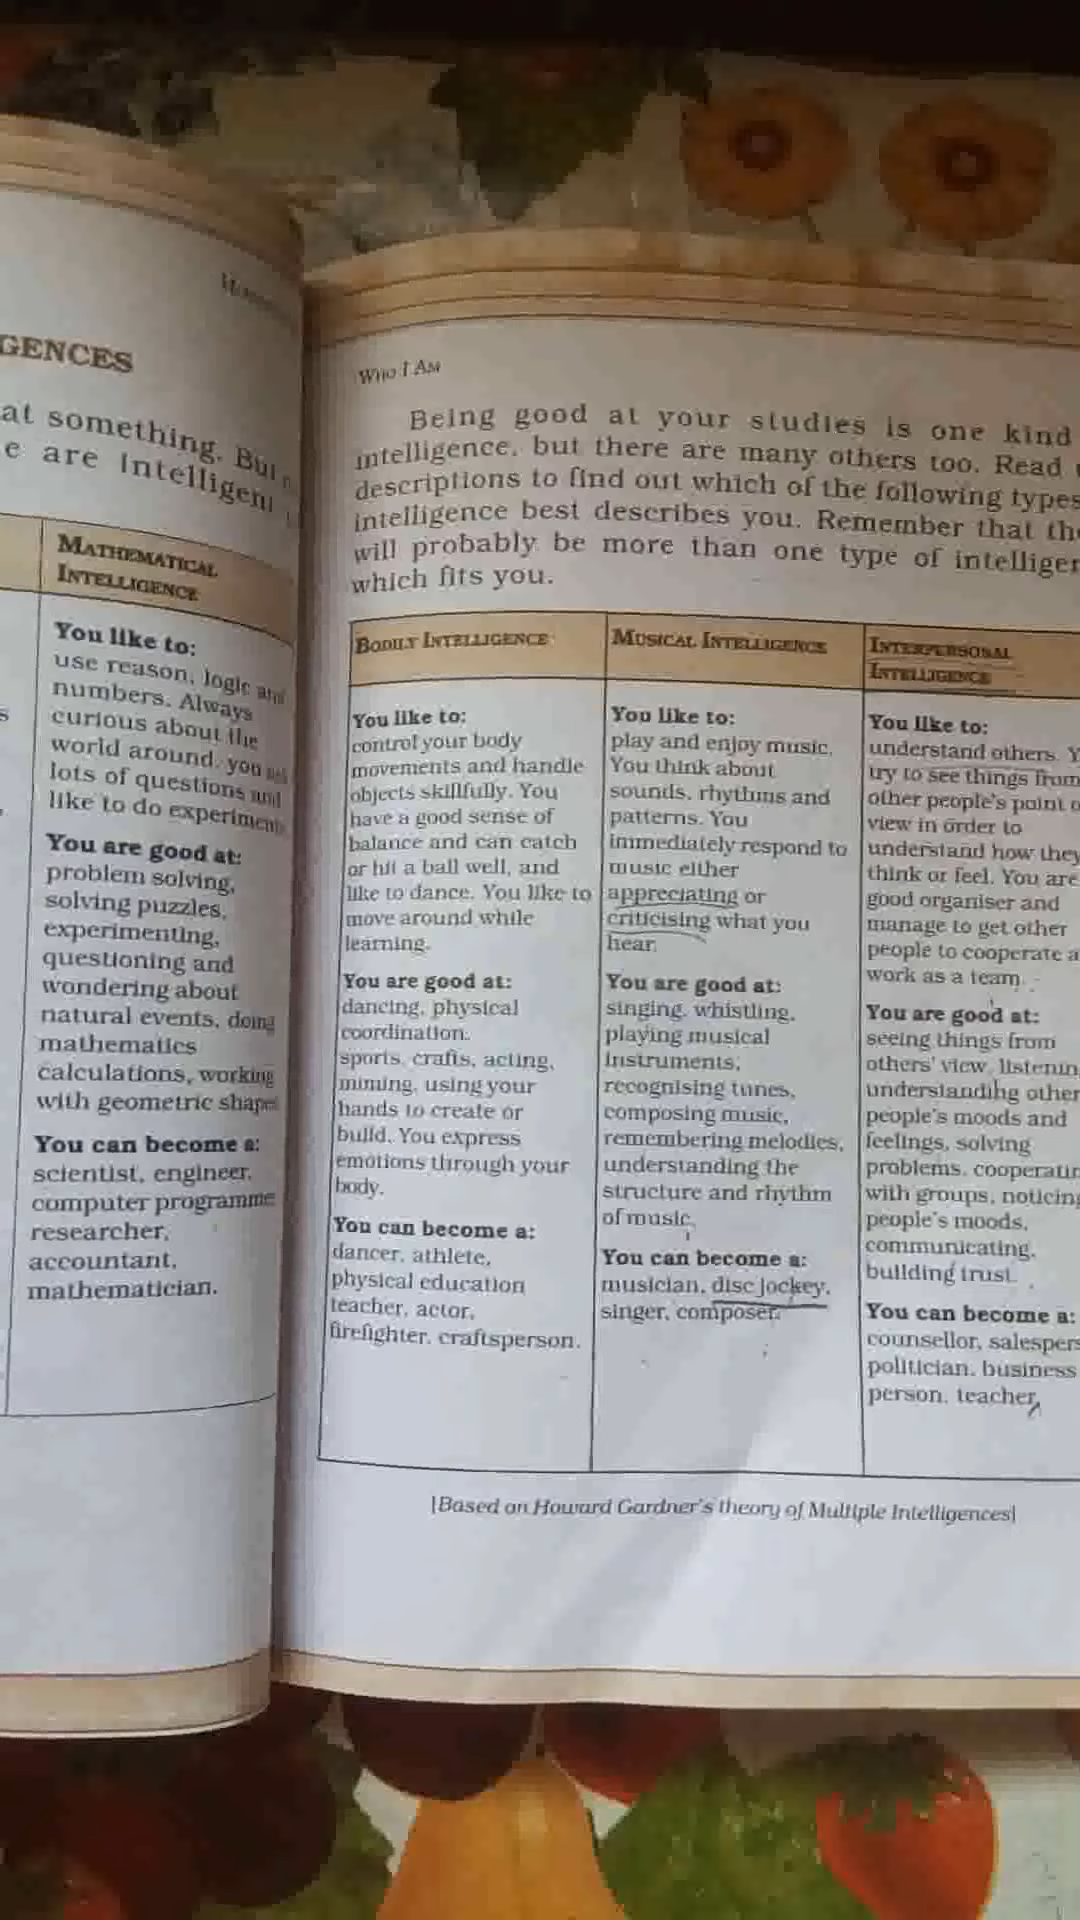 GENCES
at something. But
e are intelligent
MATHEMATICAL
INTELLIGENCE
You like to:
use reason, logic and
numbers. Always
curious about the
world around, you
lots of questions and
like to do experiments
You are good at:
problem solving,
solving puzzles,
experimenting,
questioning and
wondering about
natural events, doing
mathematics
calculations, working
with geometric shapes
You can become a:
scientist, engineer,
computer programme
researcher,
accountant,
mathematician.
WHO I AM
Being good at your studies is one kind
intelligence, but there are many others too. Read
descriptions to find out which of the following types
intelligence best describes you. Remember that the
will probably be more than one type of intelligen
which fits you.
BODILY INTELLIGENCE
You like to:
control your body
movements and handle
objects skillfully. You
have a good sense of
balance and can catch
or hit a ball well, and
like to dance. You like to
move around while
learning.
You are good at:
dancing, physical
coordination,
sports, crafts, acting,
miming, using your
hands to create or
build. You express
emotions through your
body.
You can become a:
dancer, athlete,
physical education
teacher, actor,
firefighter, craftsperson.
MUSICAL INTELLIGENCE
You like to:
play and enjoy music.
You think about
sounds, rhythms and
patterns. You
immediately respond to
music either
appreciating or
criticising what you
hear.
You are good at:
singing, whistling,
playing musical
instruments,
recognising tunes,
composing music,
remembering melodies,
understanding the
structure and rhythm
of music.
You can become a:
musician, disc jockey,
singer, composer.
INTERPERSONAL
INTELLIGENCE
You like to:
understand others. Y
try to see things from
other people's point o
view in order to
understand how they
think or feel. You are
good organiser and
manage to get other
people to cooperate a
work as a team.
You are good at:
seeing things from
others' view, listenin
understanding other
people's moods and
feelings, solving
problems, cooperatin
with groups, noticing
people's moods,
communicating,
building trust.
You can become a:
counsellor, salespers
politician, business
person, teacher
[Based on Howard Gardner's theory of Multiple Intelligences]